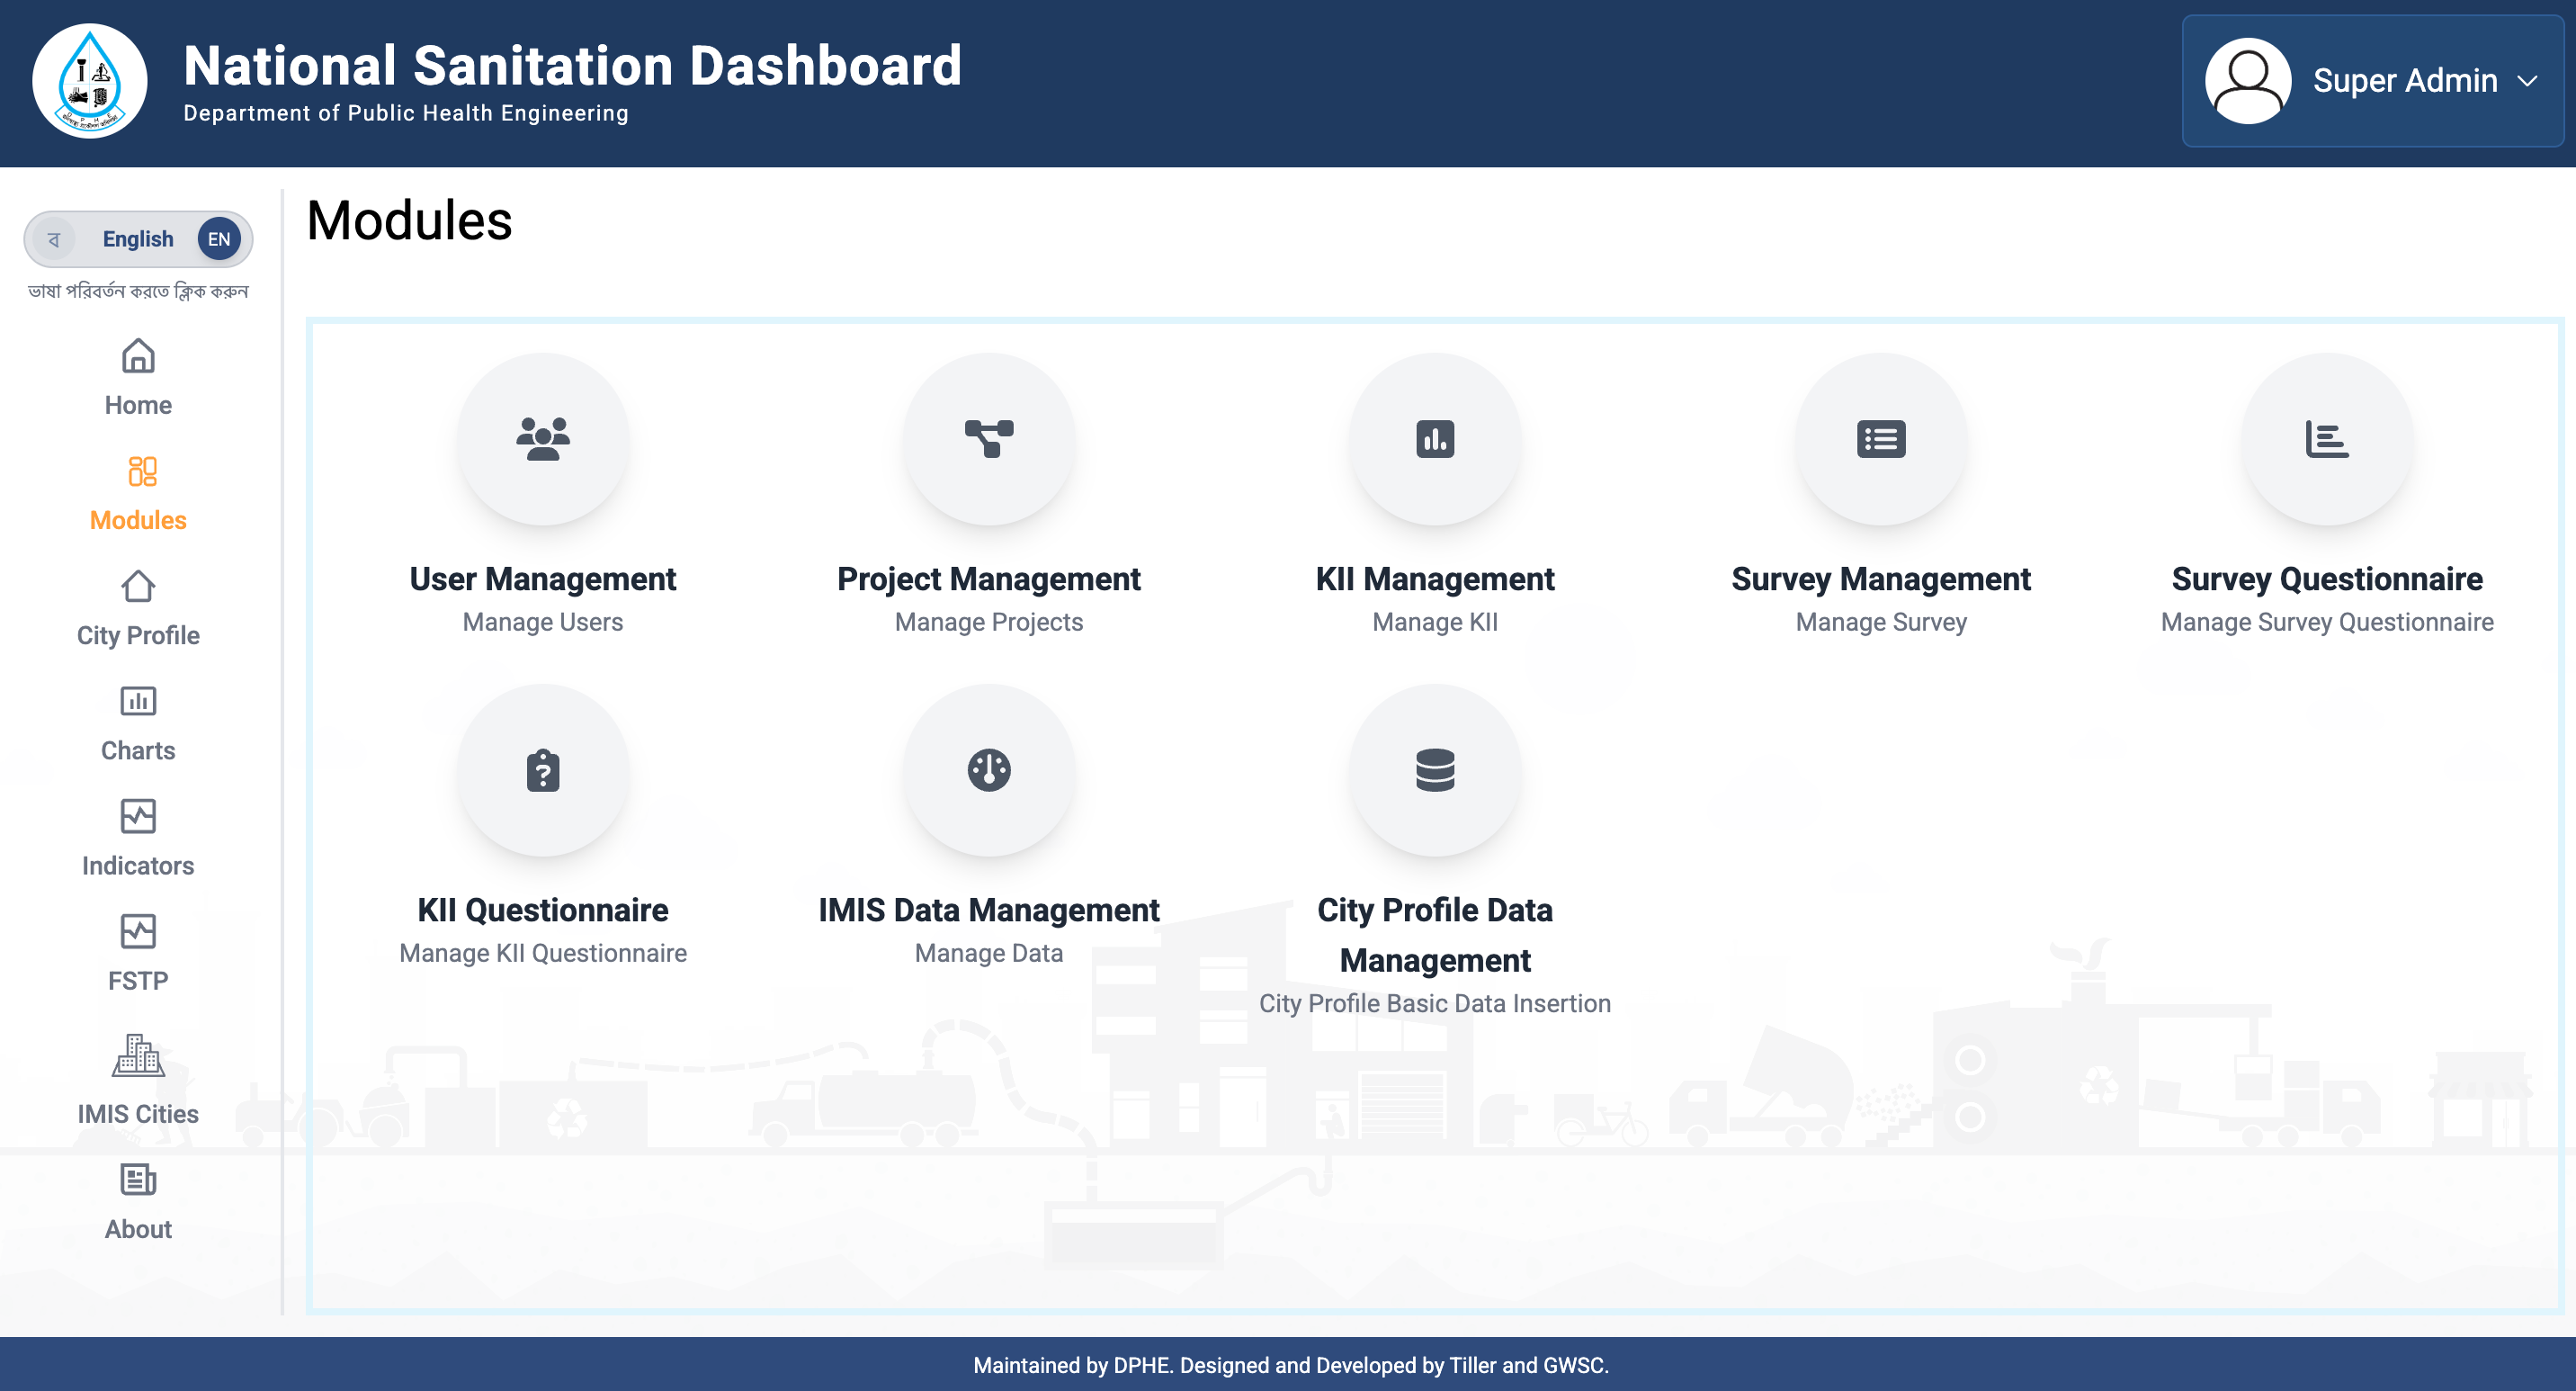 National Sanitation Dashboard
Department of Public Health Engineering
Super Admin
ব English EN
ভাষা পরিবর্তন করতে ক্লিক করুন
Home
Modules
City Profile
Charts
Indicators
FSTP
IMIS Cities
About
Modules
User Management
Manage Users
Project Management
Manage Projects
KII Management
Manage KII
Survey Management
Manage Survey
Survey Questionnaire
Manage Survey Questionnaire
KII Questionnaire
Manage KII Questionnaire
IMIS Data Management
Manage Data
City Profile Data
Management
City Profile Basic Data Insertion
Maintained by DPHE. Designed and Developed by Tiller and GWSC.